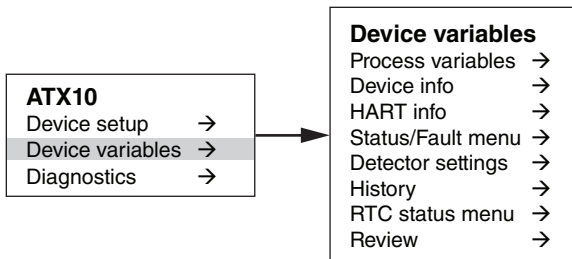 ATX10
Device setup →
Device variables →
Diagnostics →
Device variables
Process variables →
Device info →
HART info →
Status/Fault menu →
Detector settings →
History →
RTC status menu →
Review →